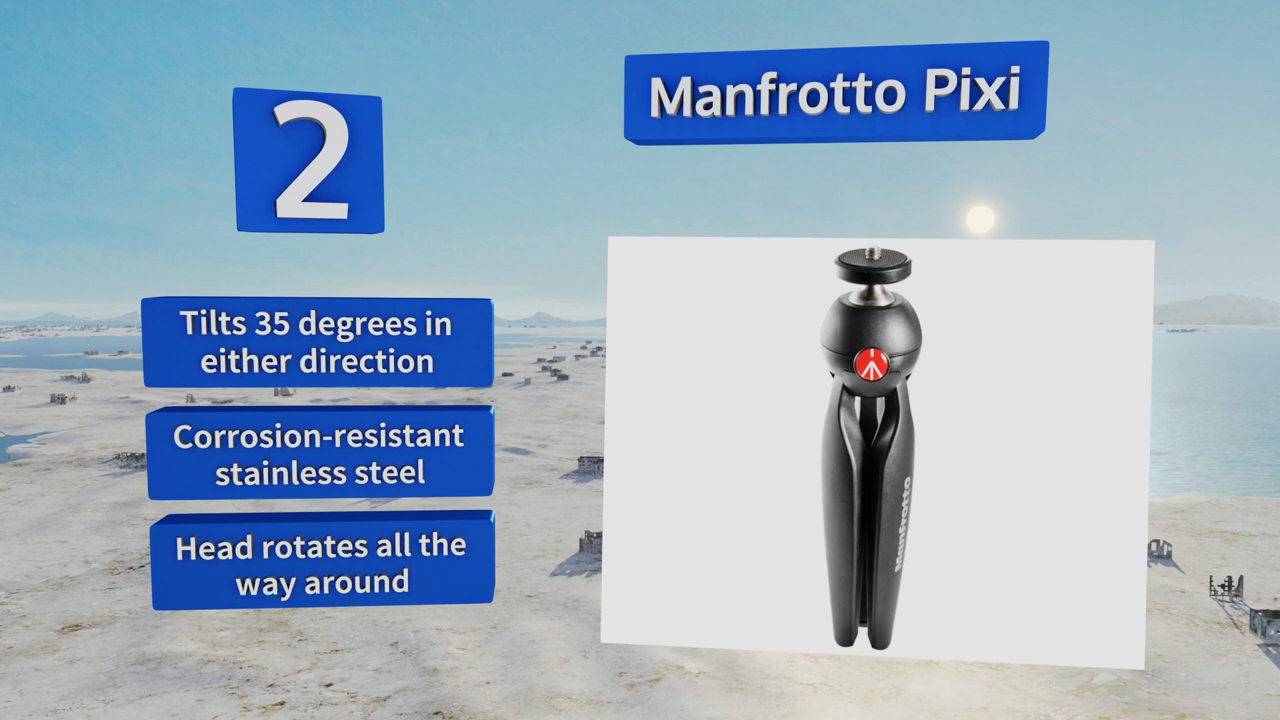 2
Manfrotto Pixi
Tilts 35 degrees in
either direction
Corrosion-resistant
stainless steel
Head rotates all the
way around
Manfrotto